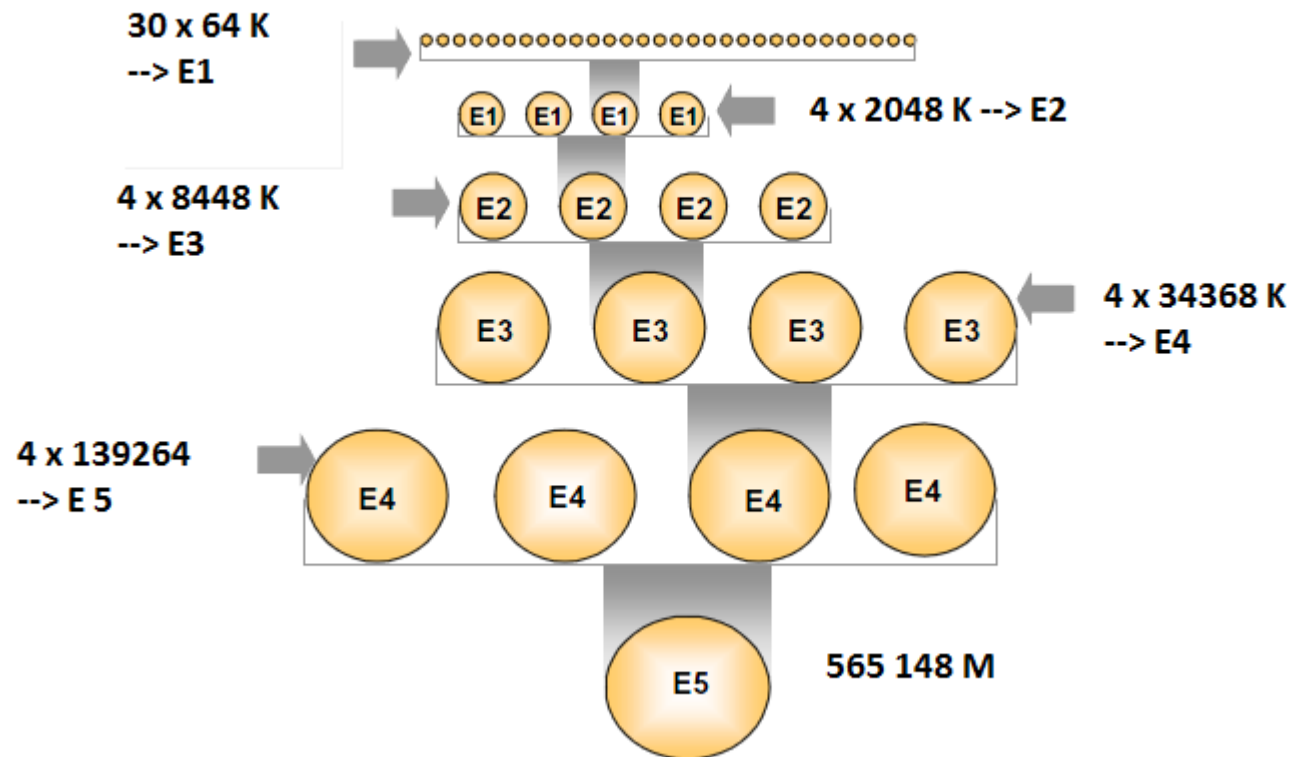 30 x 64 K
--> E1
E1 E1 E1 E1
4 x 2048 K --> E2
4 x 8448 K
--> E3
E2 E2 E2 E2
E3 E3 E3 E3
4 x 34368 K
--> E4
4 x 139264
--> E 5
E4 E4 E4 E4
E5
565 148 M